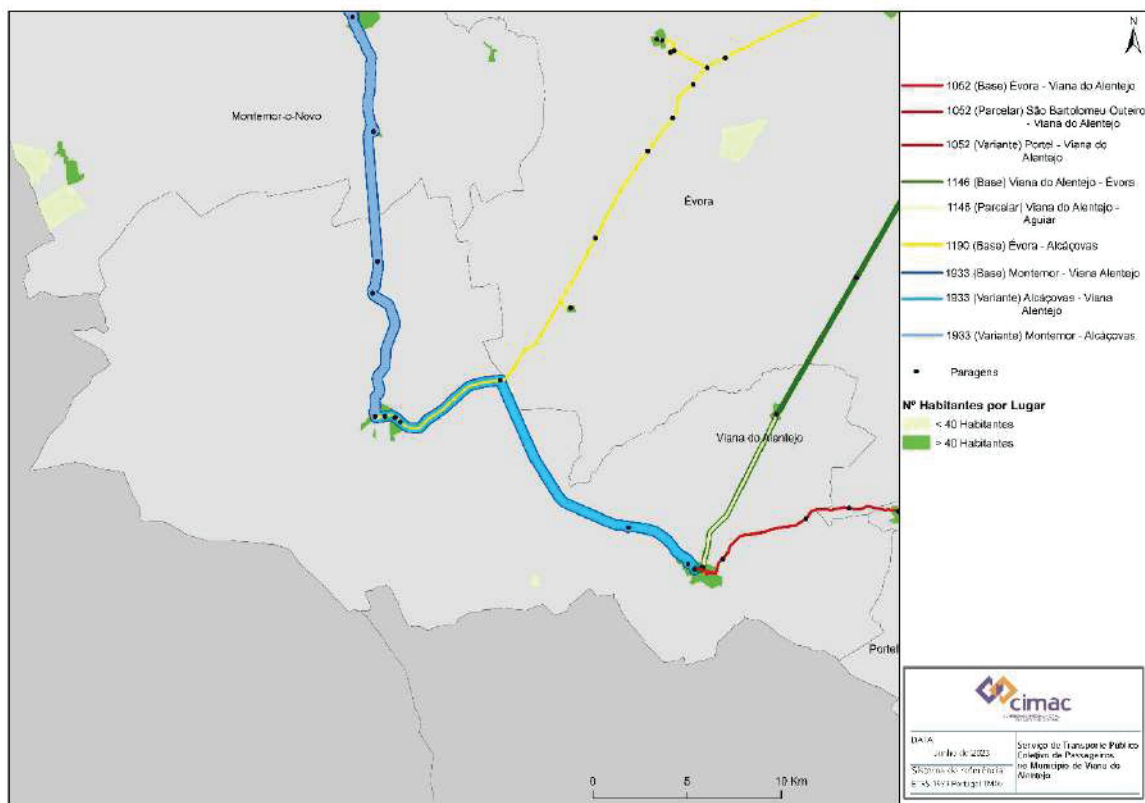 N
Montemor-o-Novo
Évora
Viana do Alentejo
Portel
0 5 10 Km
1052 (Base) Évora - Viana do Alentejo
1052 (Parcelar) São Bartolomeu Outeiro
- Viana do Alentejo
1052 (Variante) Portel - Viana do
Alentejo
1146 (Base) Viana do Alentejo - Évora
1146 (Parcelar) Viana do Alentejo -
Aguiar
1190 (Base) Évora - Alcáçovas
1933 (Base) Montemor - Viana Alentejo
1933 (Variante) Alcáçovas - Viana
Alentejo
1933 (Variante) Montemor - Alcáçovas
Paragens
Nº Habitantes por Lugar
< 40 Habitantes
> 40 Habitantes
cimac
DATA
Junho de 2023
Sistema de referência
Serviço de Transporte Público
Coletivo de Passageiros
no Município de Viana do
Alentejo